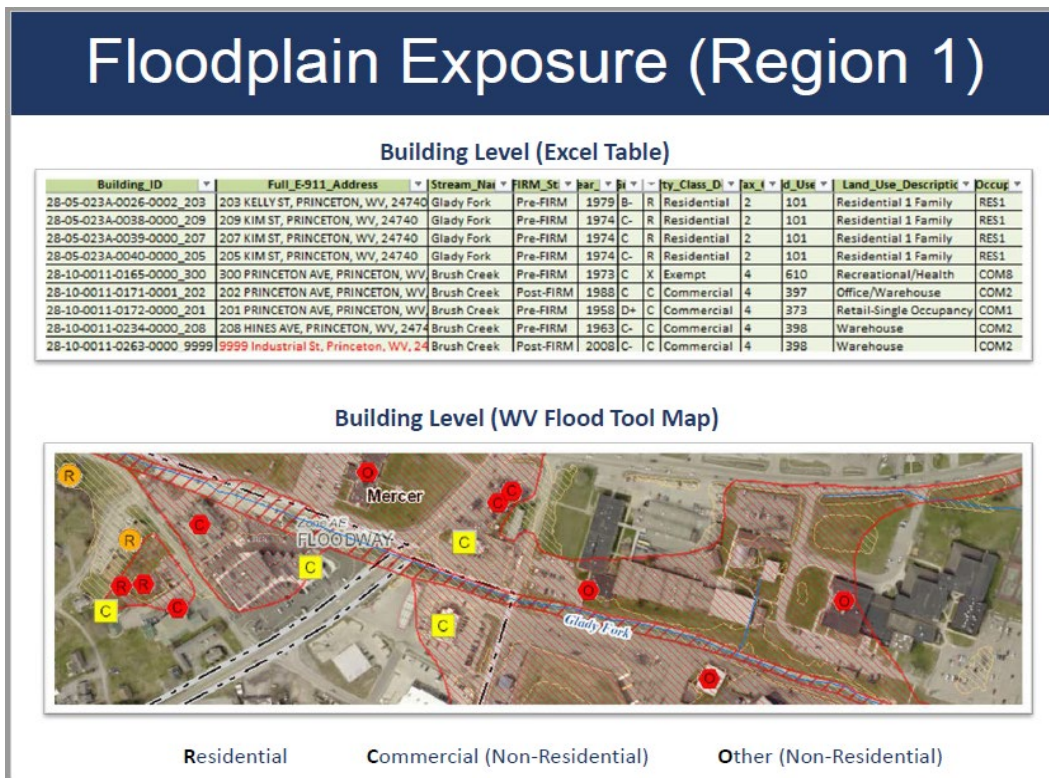 Floodplain Exposure (Region 1)
Building Level (Excel Table)
Building_ID Full_E-911_Address Stream_Nar FIRM_St ear_ ty_Class_D Tax_ d_Use Land_Use_Descriptic Occup
28-05-023A-0026-0002_203 203 KELLY ST, PRINCETON, WV, 24740 Glady Fork Pre-FIRM 1979 B- R Residential 2 101 Residential 1 Family RES1
28-05-023A-0038-0000_209 209 KIM ST, PRINCETON, WV, 24740 Glady Fork Pre-FIRM 1974 C- R Residential 2 101 Residential 1 Family RES1
28-05-023A-0039-0000_207 207 KIM ST, PRINCETON, WV, 24740 Glady Fork Pre-FIRM 1974 C R Residential 2 101 Residential 1 Family RES1
28-05-023A-0040-0000_205 205 KIM ST, PRINCETON, WV, 24740 Glady Fork Pre-FIRM 1974 C- R Residential 2 101 Residential 1 Family RES1
28-10-0011-0165-0000_300 300 PRINCETON AVE, PRINCETON, WV, Brush Creek Pre-FIRM 1973 C X Exempt 4 610 Recreational/Health COM8
28-10-0011-0171-0001_202 202 PRINCETON AVE, PRINCETON, WV, Brush Creek Post-FIRM 1988 C C Commercial 4 397 Office/Warehouse COM2
28-10-0011-0172-0000_201 201 PRINCETON AVE, PRINCETON, WV, Brush Creek Pre-FIRM 1958 D+ C Commercial 4 373 Retail-Single Occupancy COM1
28-10-0011-0234-0000_208 208 HINES AVE, PRINCETON, WV, 2474 Brush Creek Pre-FIRM 1963 C- C Commercial 4 398 Warehouse COM2
28-10-0011-0263-0000_9999 9999 Industrial St, Princeton, WV, 24 Brush Creek Post-FIRM 2008 C- C Commercial 4 398 Warehouse COM2
Building Level (WV Flood Tool Map)
R
O
Mercer
C
C
C
Zone AE
FLOODWAY
R
C
C
R R
O
O
C
C
C
Glady Fork
O
Residential Commercial (Non-Residential) Other (Non-Residential)